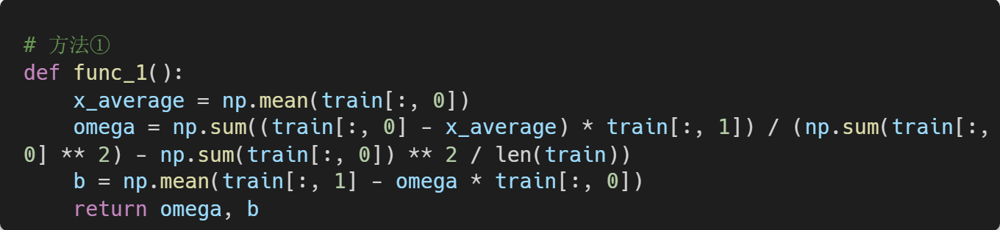 # 方法①
def func_1():
    x_average = np.mean(train[:, 0])
    omega = np.sum((train[:, 0] - x_average) * train[:, 1]) / (np.sum(train[:,
0] ** 2) - np.sum(train[:, 0]) ** 2 / len(train))
    b = np.mean(train[:, 1] - omega * train[:, 0])
    return omega, b